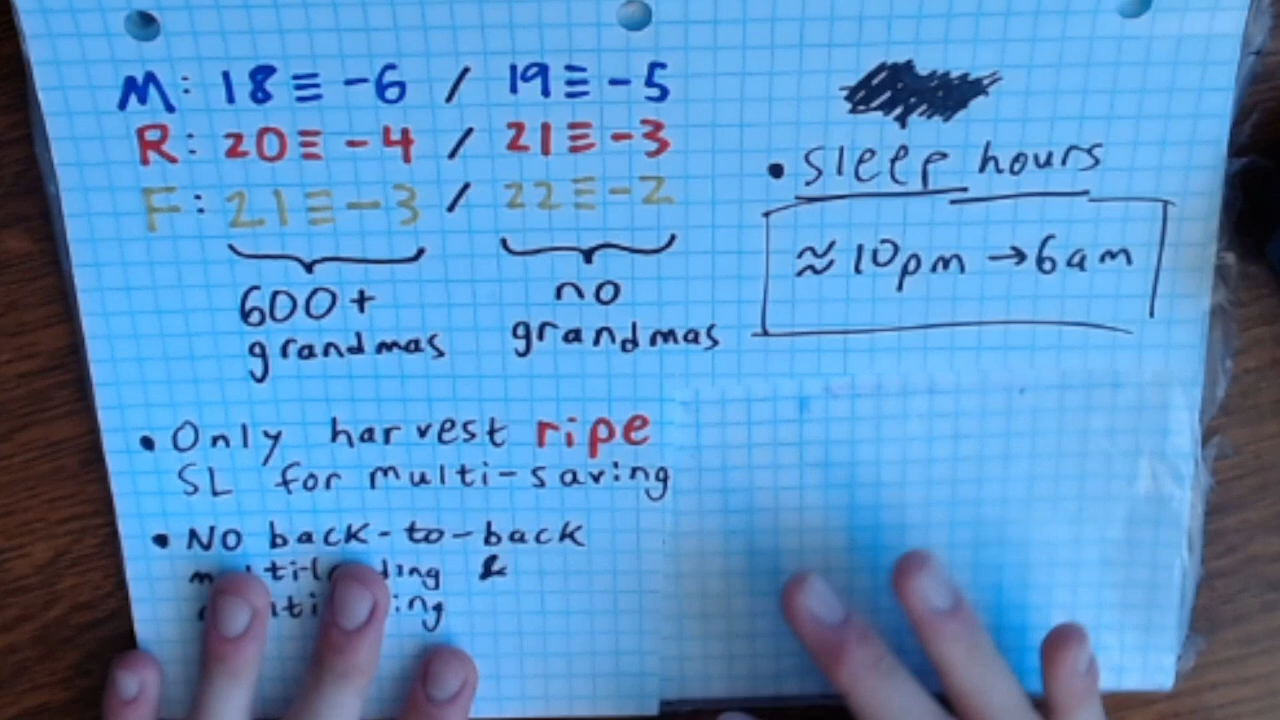 M: 18 ≡ -6 / 19 ≡ -5
R: 20 ≡ -4 / 21 ≡ -3
F: 21 ≡ -3 / 22 ≡ -2
600+
grandmas
no
grandmas
• Only harvest ripe
SL for multi-saving
• NO back-to-back
&
• sleep hours
≈ 10pm → 6am